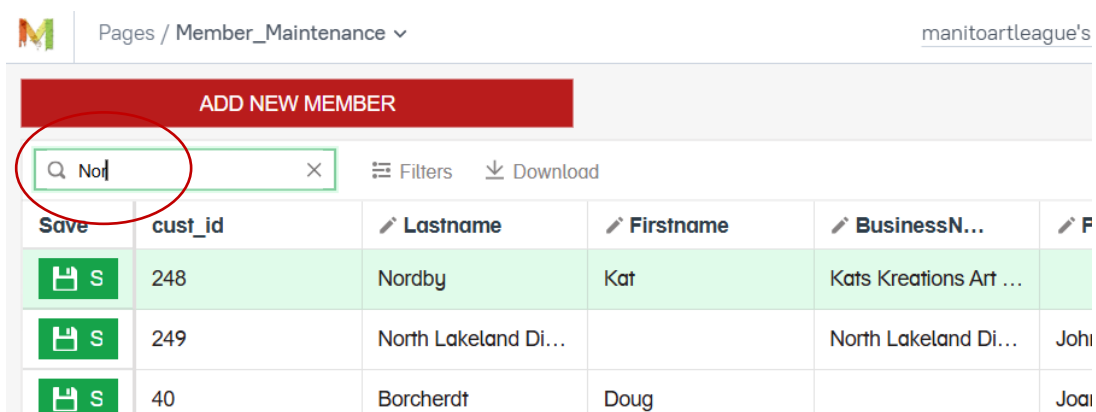 Pages / Member_Maintenance manitoartleague's
ADD NEW MEMBER
Nor Filters Download
Save cust_id Lastname Firstname BusinessN... F
S 248 Nordby Kat Kats Kreations Art ...
S 249 North Lakeland Di... North Lakeland Di... John
S 40 Borcherdt Doug Joan